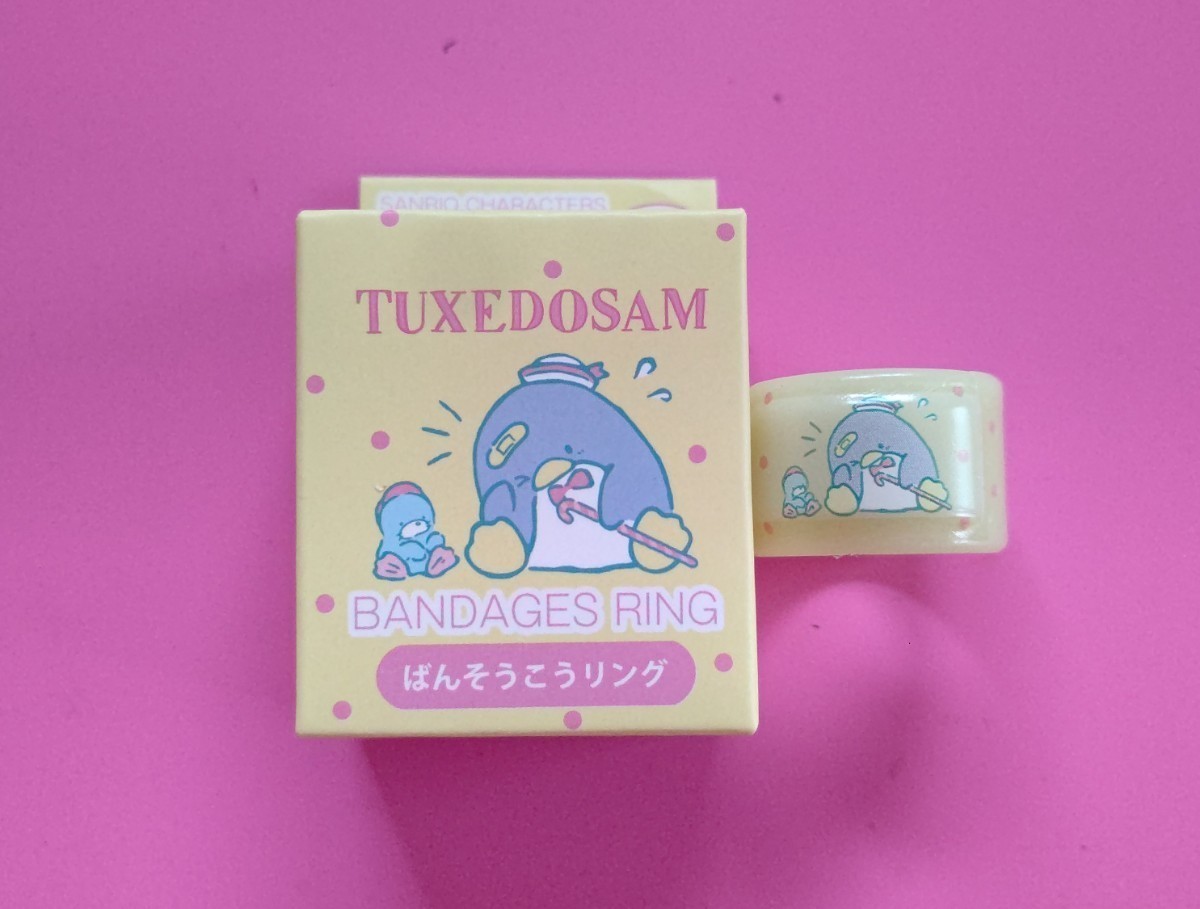 SANRIO CHARACTERS
TUXEDOSAM
BANDAGES RING
ばんそうこうリング